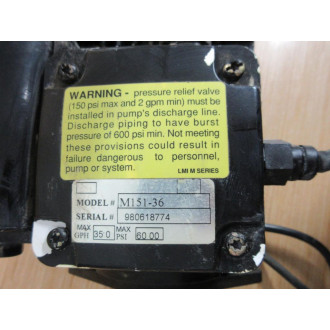 WARNING - pressure relief valve
(150 psi max and 2 gpm min) must be
installed in pump's discharge line.
Discharge piping to have burst
pressure of 600 psi min. Not meeting
these provisions could result in
failure dangerous to personnel,
pump or system.
LMI M SERIES
MODEL # M151-36
SERIAL # 980618774
MAX GPH 35.0 MAX PSI 60.00